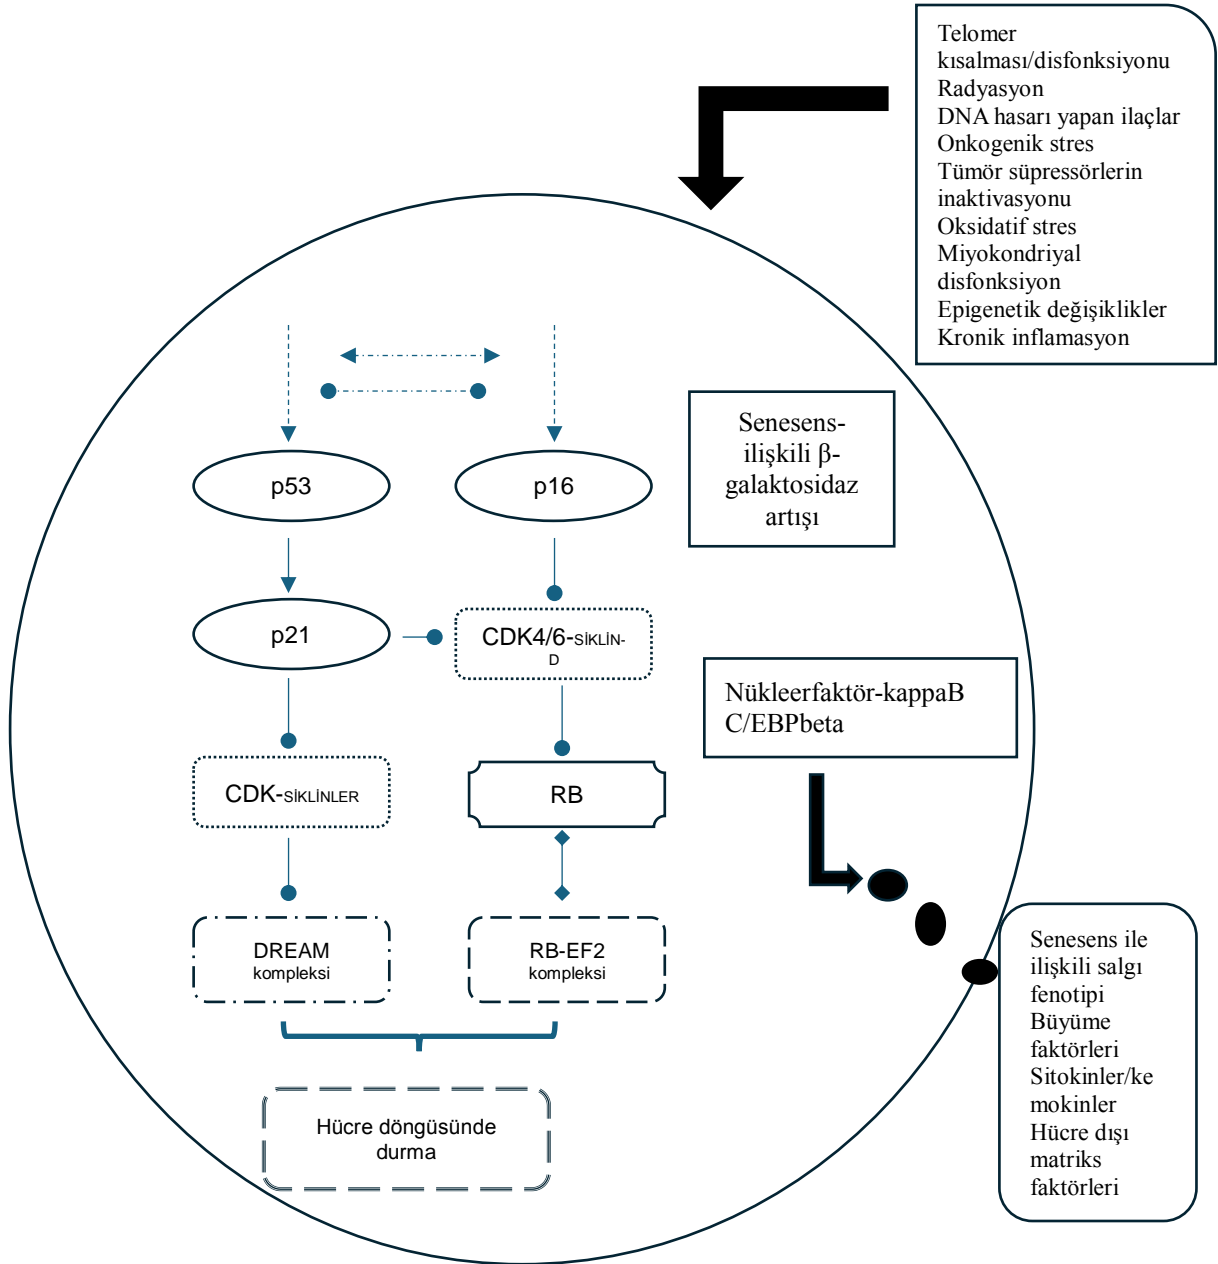 Telomer
kısalması/disfonksiyonu
Radyasyon
DNA hasarı yapan ilaçlar
Onkogenik stres
Tümör süpressörlerin
inaktivasyonu
Oksidatif stres
Miyokondriyal
disfonksiyon
Epigenetik değişiklikler
Kronik inflamasyon
Senesens-
ilişkili β-
galaktosidaz
artışı
p53
p16
p21
CDK4/6-SİKLİN-
D
Nükleerfaktör-kappaB
C/EBPbeta
CDK-SİKLİNLER
RB
DREAM
kompleksi
RB-EF2
kompleksi
Senesens ile
ilişkili salgı
fenotipi
Büyüme
faktörleri
Sitokinler/ke
mokinler
Hücre dışı
matriks
faktörleri
Hücre döngüsünde
durma